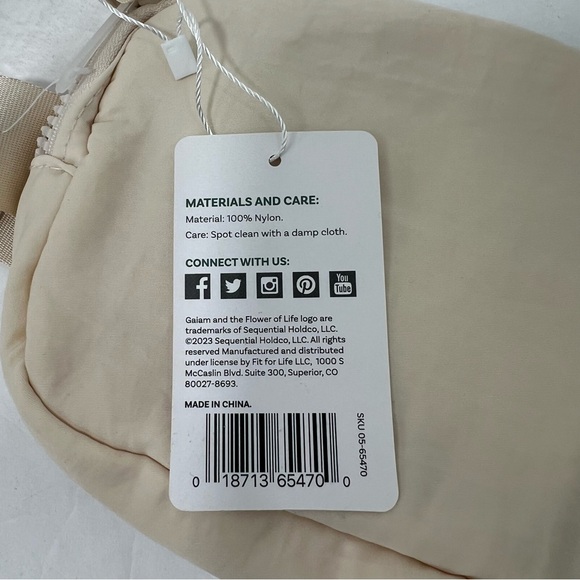 MATERIALS AND CARE:
Material: 100% Nylon.
Care: Spot clean with a damp cloth.
CONNECT WITH US:
You
Tube
Gaiam and the Flower of Life logo are
trademarks of Sequential Holdco, LLC.
©2023 Sequential Holdco, LLC. All rights
reserved Manufactured and distributed
under license by Fit for Life LLC, 1000 S
McCaslin Blvd. Suite 300, Superior, CO
80027-8693.
MADE IN CHINA.
0 18713 65470 0
SKU 05-65470